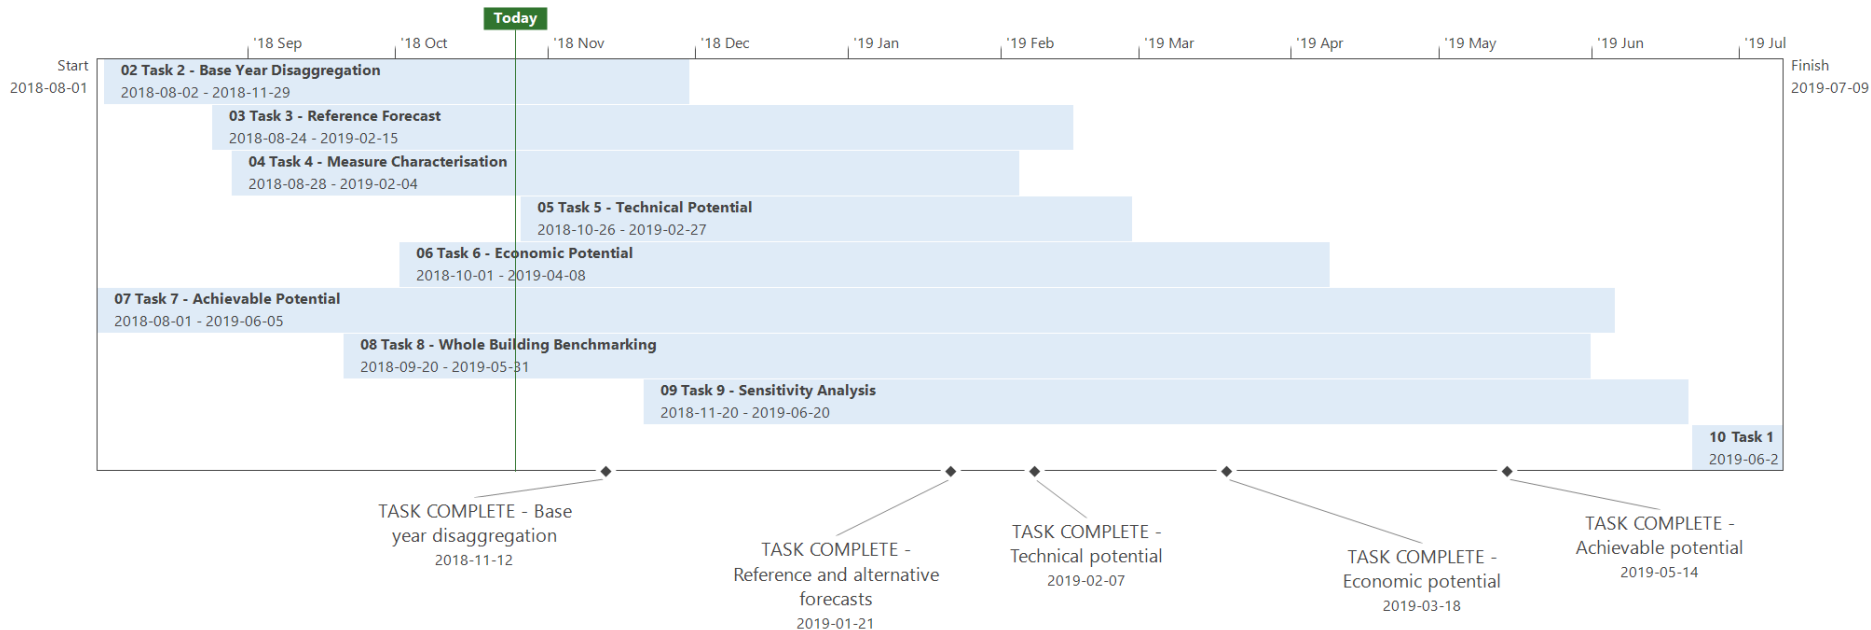 Today
'18 Sep
'18 Oct
'18 Nov
'18 Dec
'19 Jan
'19 Feb
'19 Mar
'19 Apr
'19 May
'19 Jun
'19 Jul
Start
2018-08-01
Finish
2019-07-09
02 Task 2 - Base Year Disaggregation
2018-08-02 - 2018-11-29
03 Task 3 - Reference Forecast
2018-08-24 - 2019-02-15
04 Task 4 - Measure Characterisation
2018-08-28 - 2019-02-04
05 Task 5 - Technical Potential
2018-10-26 - 2019-02-27
06 Task 6 - Economic Potential
2018-10-01 - 2019-04-08
07 Task 7 - Achievable Potential
2018-08-01 - 2019-06-05
08 Task 8 - Whole Building Benchmarking
2018-09-20 - 2019-05-31
09 Task 9 - Sensitivity Analysis
2018-11-20 - 2019-06-20
10 Task 1
2019-06-2
TASK COMPLETE - Base
year disaggregation
2018-11-12
TASK COMPLETE -
Reference and alternative
forecasts
2019-01-21
TASK COMPLETE -
Technical potential
2019-02-07
TASK COMPLETE -
Economic potential
2019-03-18
TASK COMPLETE -
Achievable potential
2019-05-14